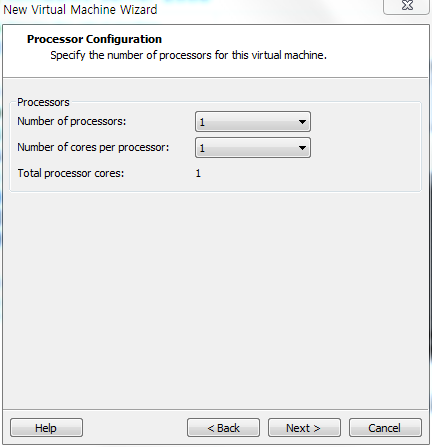 New Virtual Machine Wizard
Processor Configuration
Specify the number of processors for this virtual machine.
Processors
Number of processors: 1
Number of cores per processor: 1
Total processor cores: 1
Help < Back Next > Cancel